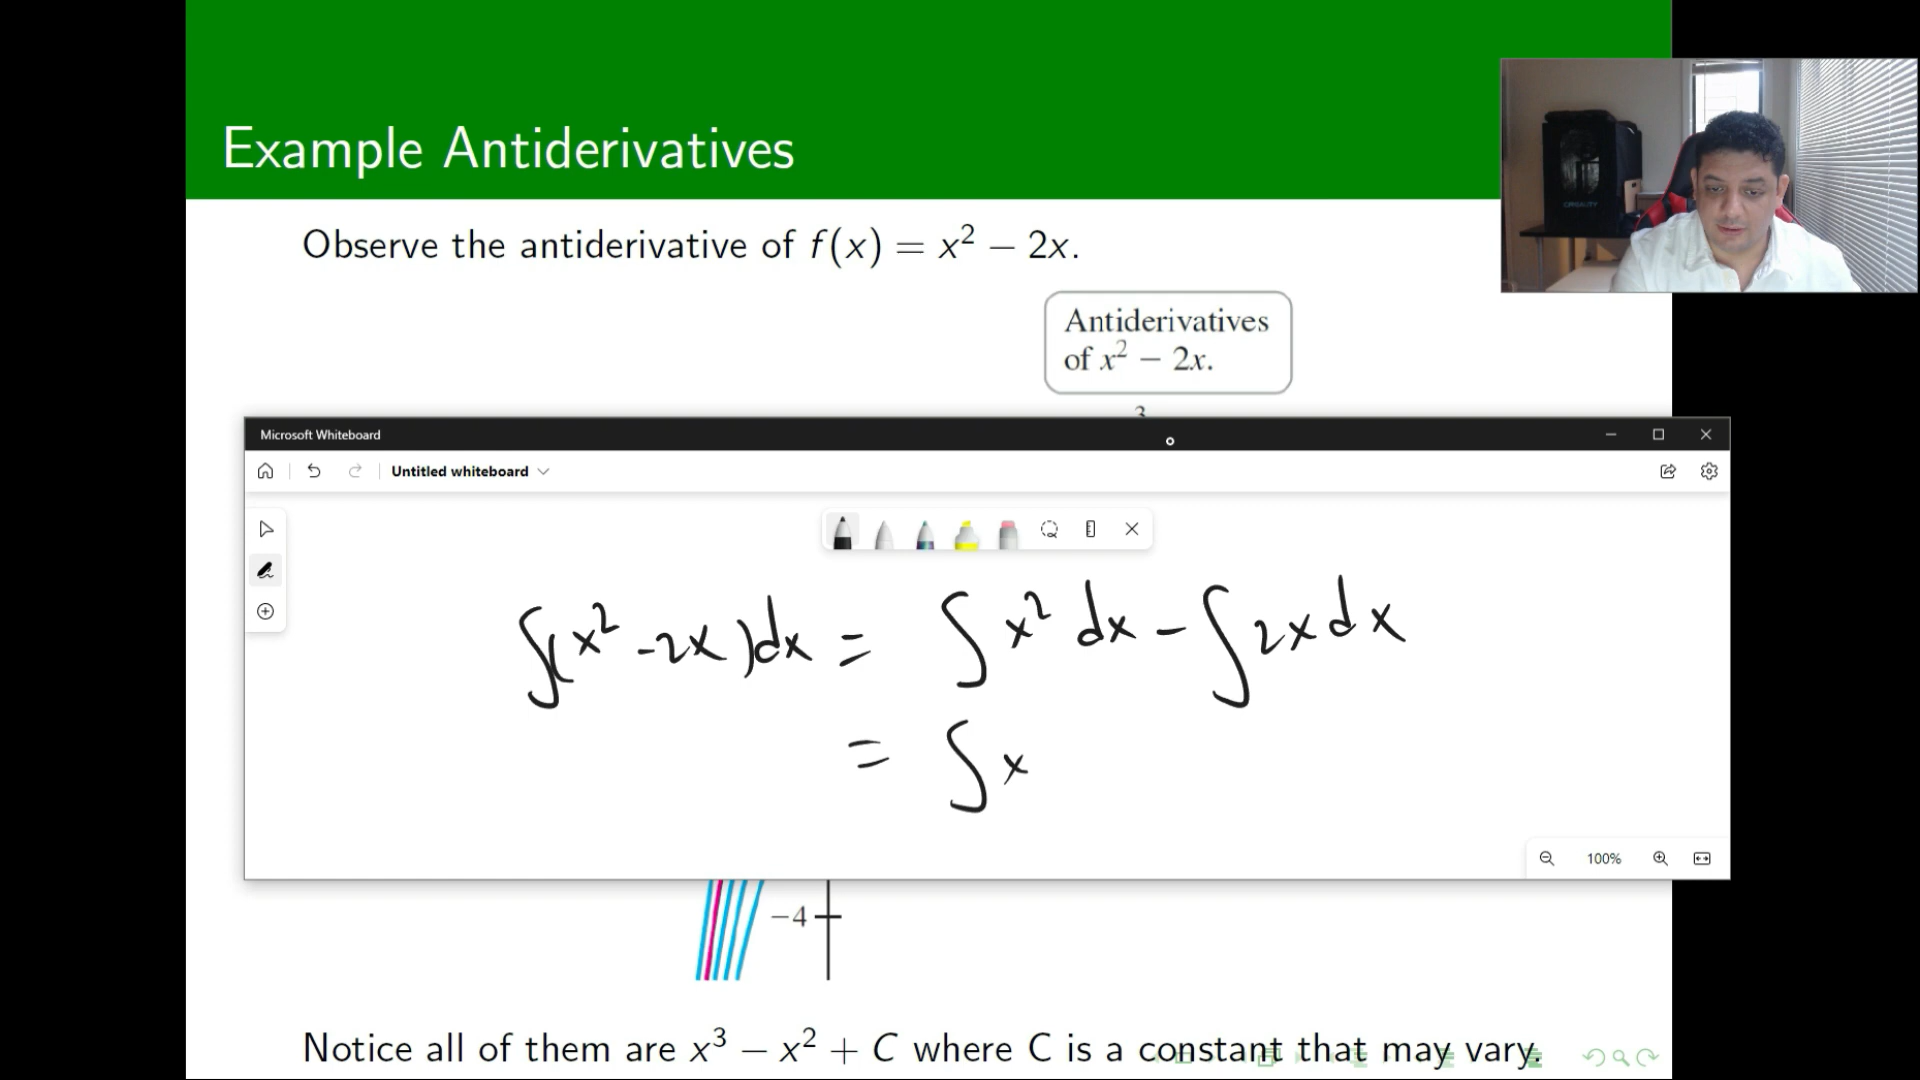 Example Antiderivatives
Observe the antiderivative of f(x) = x² − 2x.
Antiderivatives
of x² − 2x.
3
Microsoft Whiteboard
Untitled whiteboard
∫(x² -2x)dx = ∫x² dx - ∫2x dx
= ∫x
100%
−4
Notice all of them are x³ − x² + C where C is a constant that may vary.
CREALITY